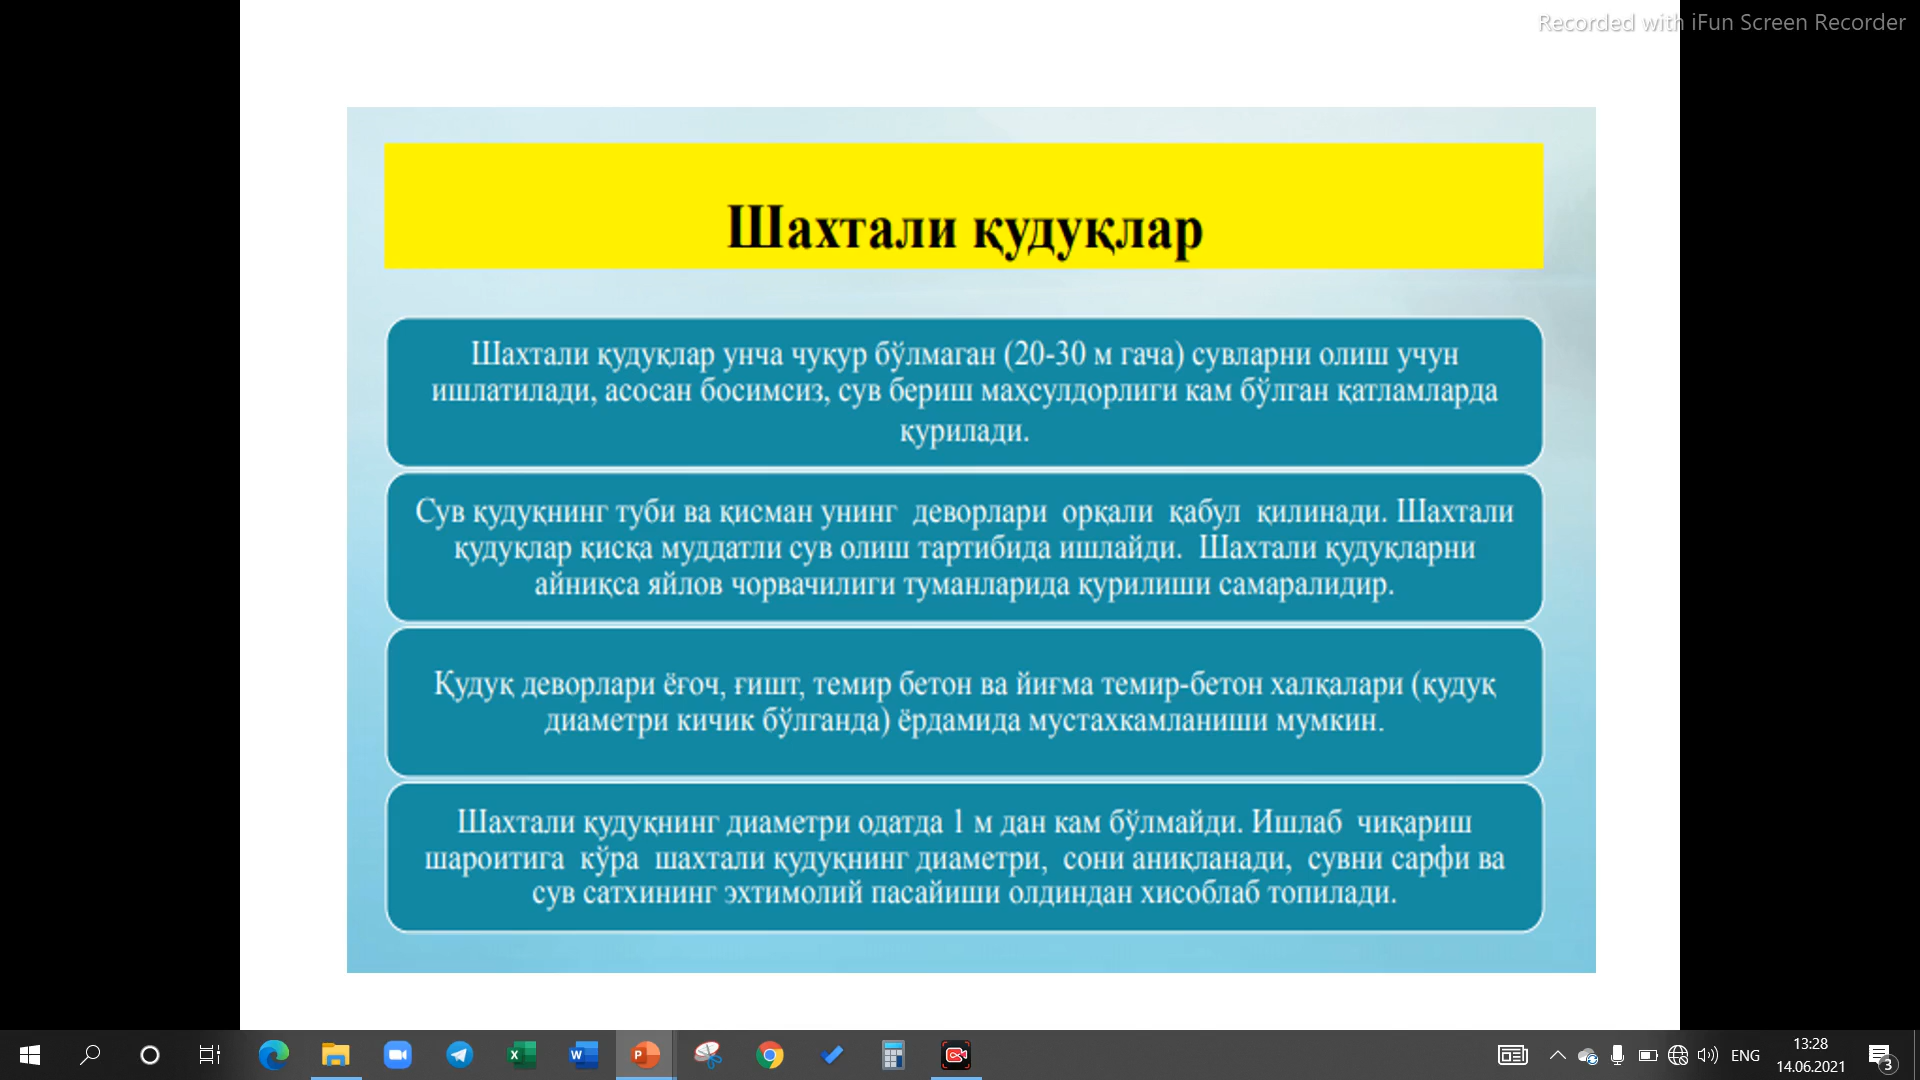 Recorded with iFun Screen Recorder
Шахтали қудуқлар
Шахтали қудуқлар унча чуқур бўлмаган (20-30 м гача) сувларни олиш учун
ишлатилади, асосан босимсиз, сув бериш маҳсулдорлиги кам бўлган қатламларда
қурилади.
Сув қудуқнинг туби ва қисман унинг деворлари орқали қабул қилинади. Шахтали
қудуқлар қисқа муддатли сув олиш тартибида ишлайди. Шахтали қудуқларни
айниқса яйлов чорвачилиги туманларида қурилиши самаралидир.
Қудуқ деворлари ёғоч, ғишт, темир бетон ва йиғма темир-бетон халқалари (қудуқ
диаметри кичик бўлганда) ёрдамида мустахкамланиши мумкин.
Шахтали қудуқнинг диаметри одатда 1 м дан кам бўлмайди. Ишлаб чиқариш
шароитига кўра шахтали қудуқнинг диаметри, сони аниқланади, сувни сарфи ва
сув сатхининг эхтимолий пасайиши олдиндан хисоблаб топилади.
ENG
13:28
14.06.2021
3